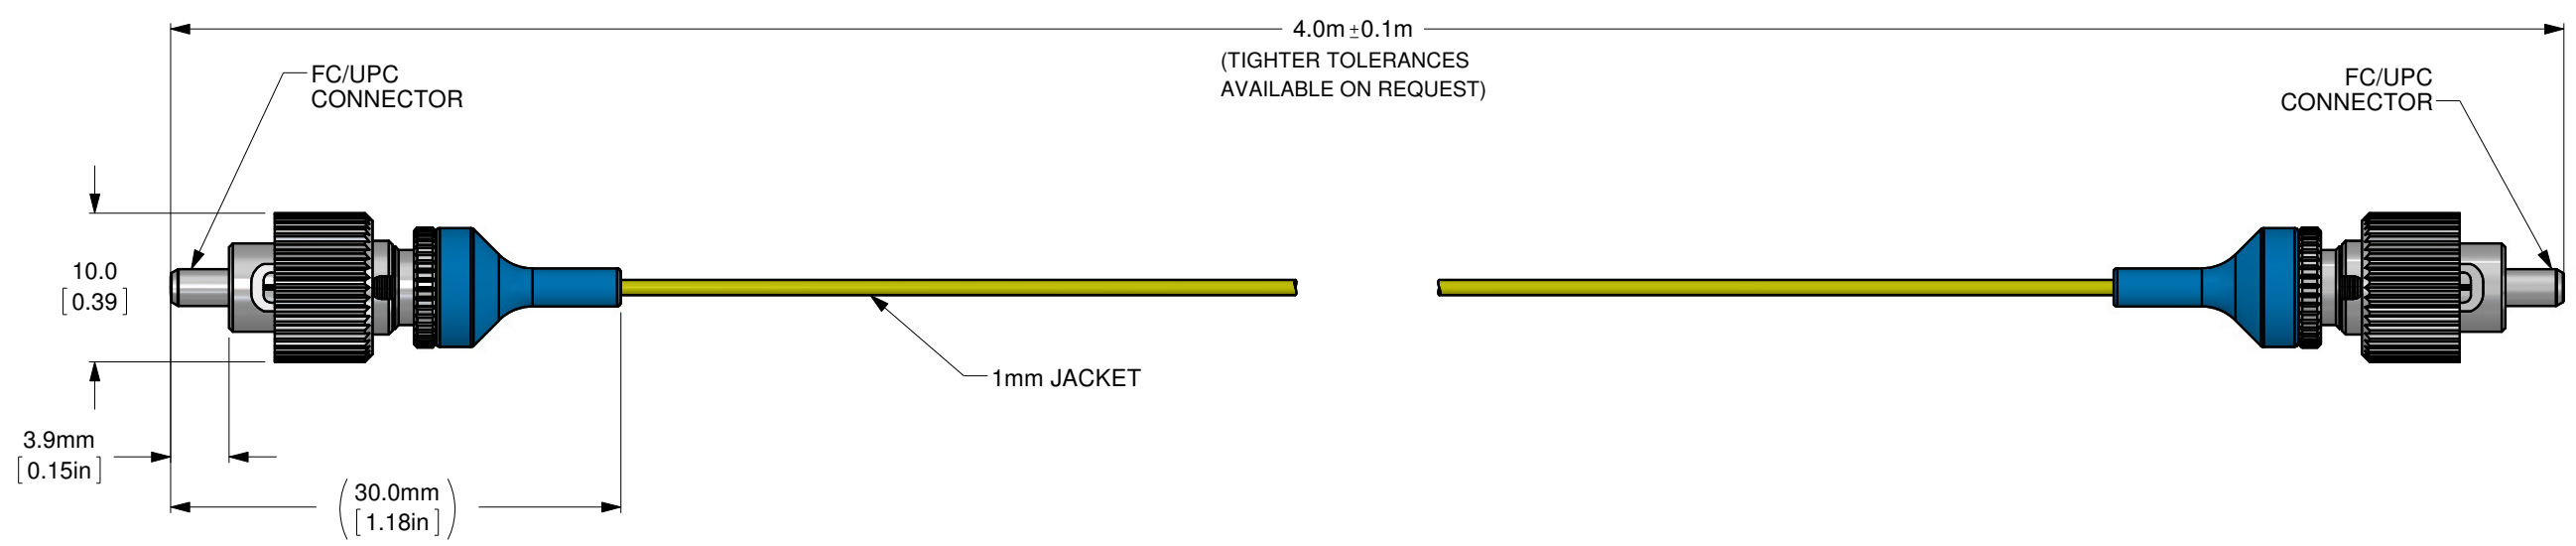 4.0m ±0.1m
(TIGHTER TOLERANCES
AVAILABLE ON REQUEST)
FC/UPC
CONNECTOR
FC/UPC
CONNECTOR
10.0
[0.39]
1mm JACKET
3.9mm
[0.15in]
(30.0mm
[1.18in])